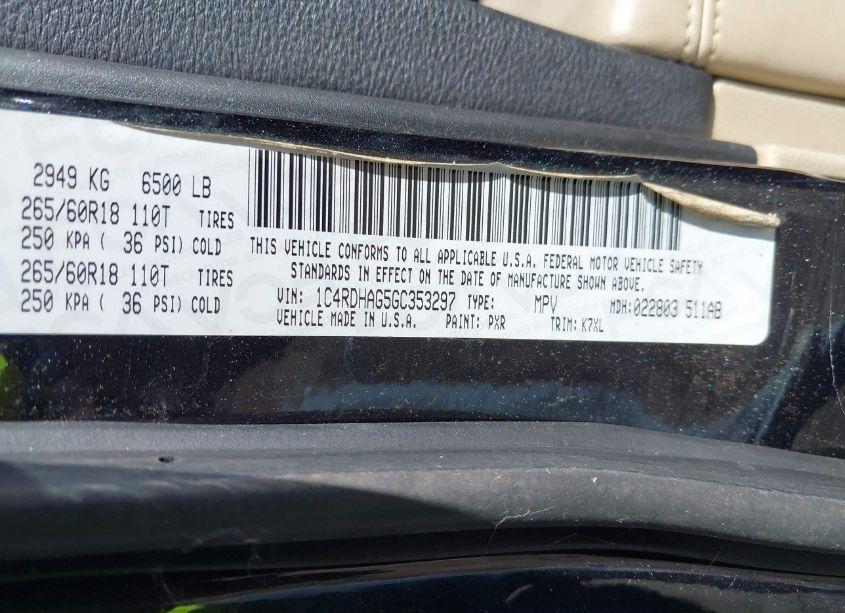 2949 KG 6500 LB
265/60R18 110T TIRES
250 KPA ( 36 PSI) COLD
265/60R18 110T TIRES
250 KPA ( 36 PSI) COLD
THIS VEHICLE CONFORMS TO ALL APPLICABLE U.S.A. FEDERAL MOTOR VEHICLE SAFETY
STANDARDS IN EFFECT ON THE DATE OF MANUFACTURE SHOWN ABOVE.
VIN: 1C4RDHAG5GC353297 TYPE: MPV MDH: 022803 511AB
VEHICLE MADE IN U.S.A. PAINT: PXR TRIM: K7XL